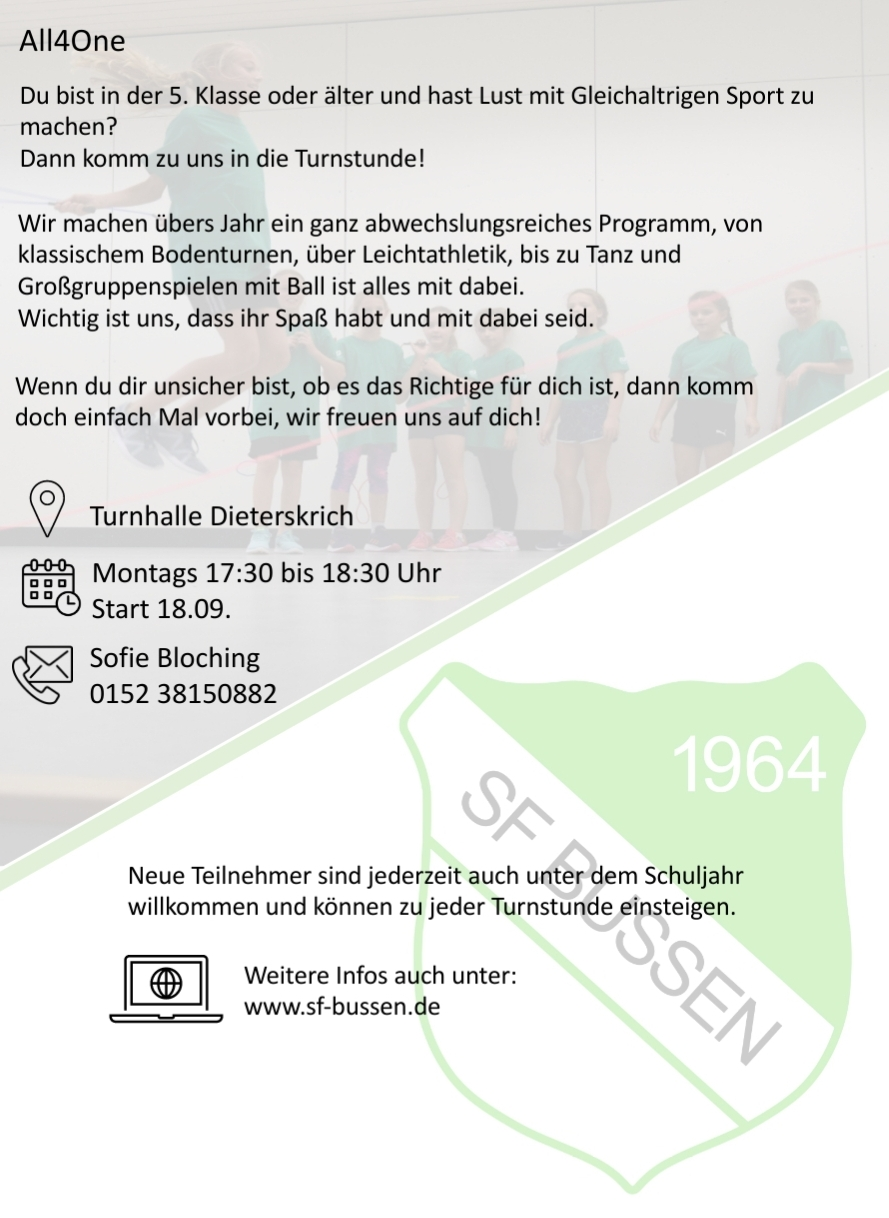 All4One
Du bist in der 5. Klasse oder älter und hast Lust mit Gleichaltrigen Sport zu
machen?
Dann komm zu uns in die Turnstunde!
Wir machen übers Jahr ein ganz abwechslungsreiches Programm, von
klassischem Bodenturnen, über Leichtathletik, bis zu Tanz und
Großgruppenspielen mit Ball ist alles mit dabei.
Wichtig ist uns, dass ihr Spaß habt und mit dabei seid.
Wenn du dir unsicher bist, ob es das Richtige für dich ist, dann komm
doch einfach Mal vorbei, wir freuen uns auf dich!
Turnhalle Dieterskrich
Montags 17:30 bis 18:30 Uhr
Start 18.09.
Sofie Bloching
0152 38150882
1964
SF BUSSEN
Neue Teilnehmer sind jederzeit auch unter dem Schuljahr
willkommen und können zu jeder Turnstunde einsteigen.
Weitere Infos auch unter:
www.sf-bussen.de